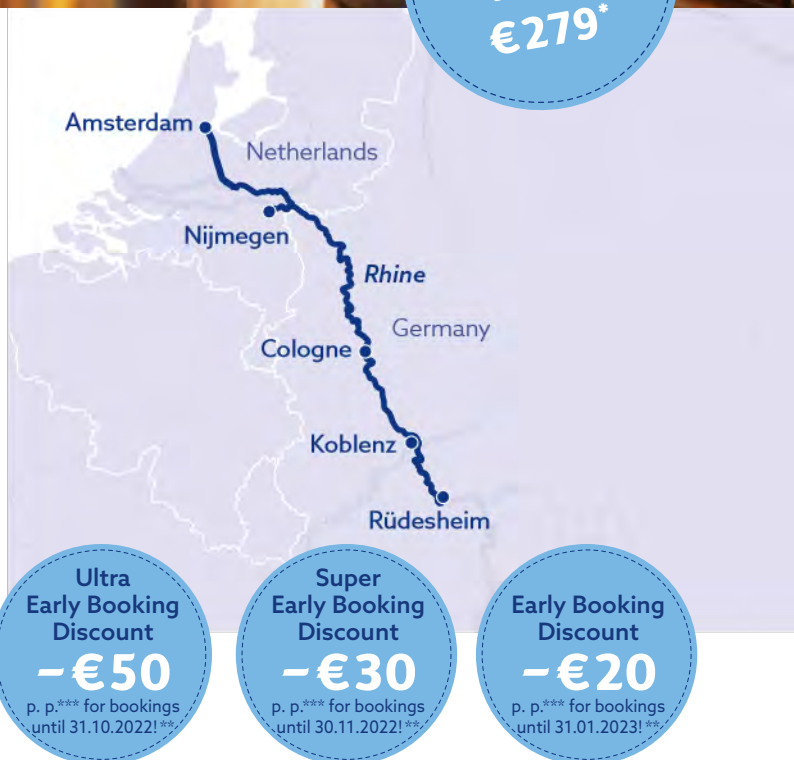 €279*
Amsterdam
Netherlands
Nijmegen
Rhine
Germany
Cologne
Koblenz
Rüdesheim
Ultra
Early Booking
Discount
–€50
p. p.*** for bookings
until 31.10.2022!**
Super
Early Booking
Discount
–€30
p. p.*** for bookings
until 30.11.2022!**
Early Booking
Discount
–€20
p. p.*** for bookings
until 31.01.2023!**